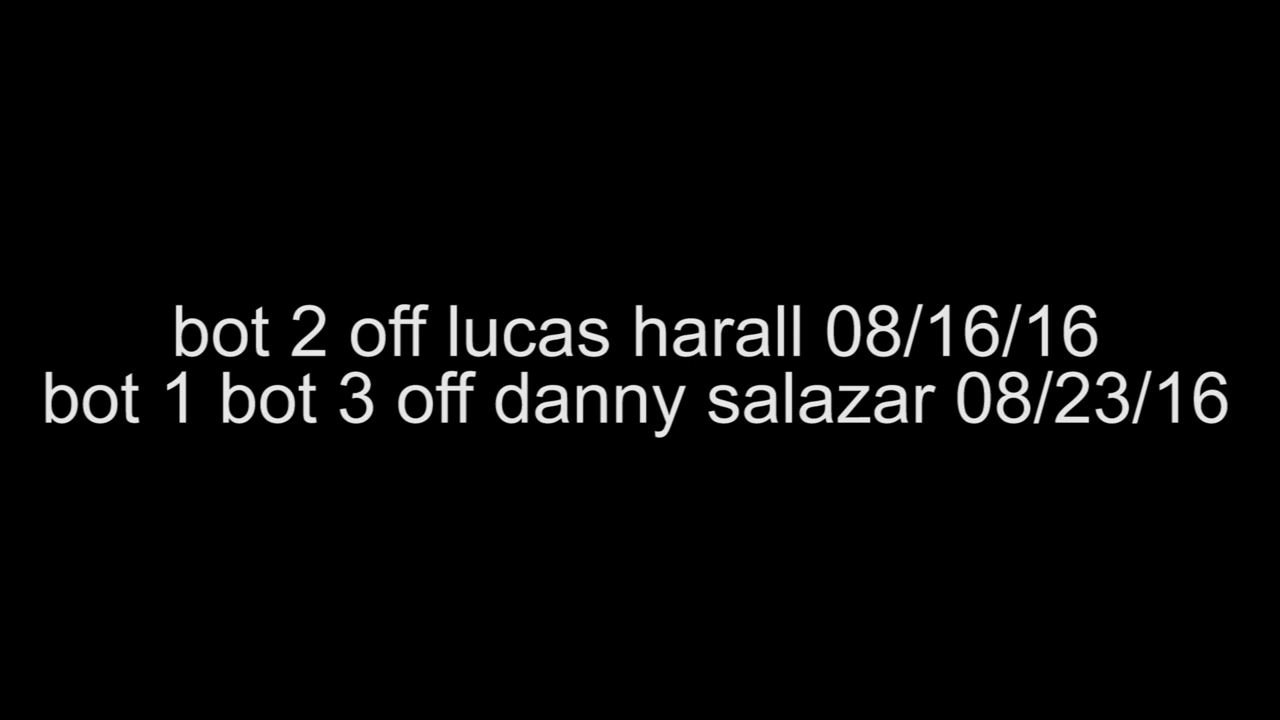 bot 2 off lucas harall 08/16/16
bot 1 bot 3 off danny salazar 08/23/16